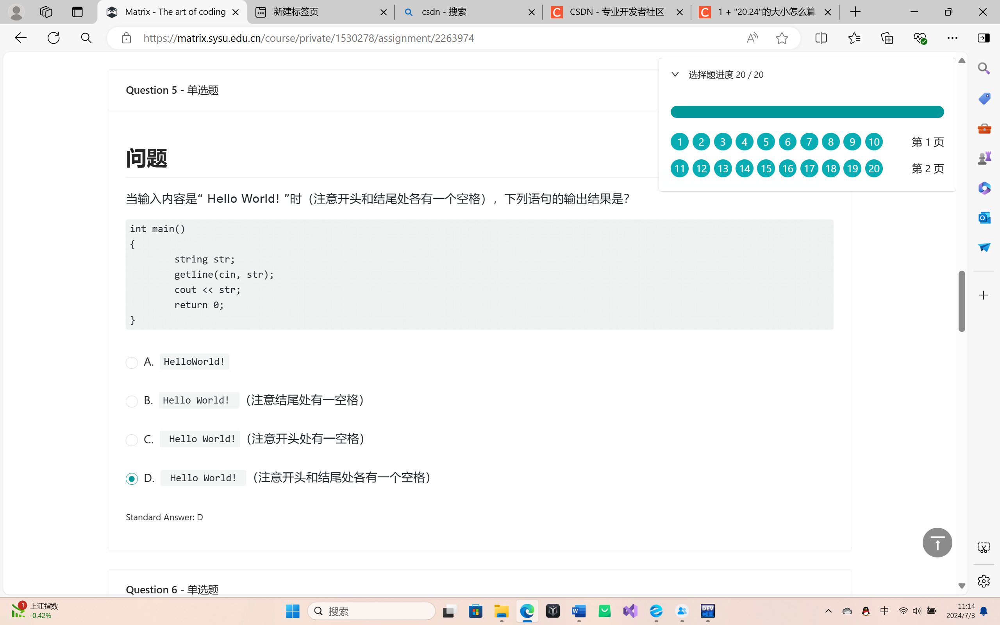 Matrix - The art of coding
新建标签页
csdn - 搜索
CSDN - 专业开发者社区
1 + "20.24"的大小怎么算
https://matrix.sysu.edu.cn/course/private/1530278/assignment/2263974
选择题进度 20 / 20
1 2 3 4 5 6 7 8 9 10 第 1 页
11 12 13 14 15 16 17 18 19 20 第 2 页
Question 5 - 单选题
问题
当输入内容是“ Hello World! ”时（注意开头和结尾处各有一个空格），下列语句的输出结果是？
int main()
{
        string str;
        getline(cin, str);
        cout << str;
        return 0;
}
A. HelloWorld!
B. Hello World! （注意结尾处有一空格）
C.  Hello World! （注意开头处有一空格）
D.  Hello World! （注意开头和结尾处各有一个空格）
Standard Answer: D
Question 6 - 单选题
1 上证指数
-0.42%
搜索
DEV
C++
中
11:14
2024/7/3